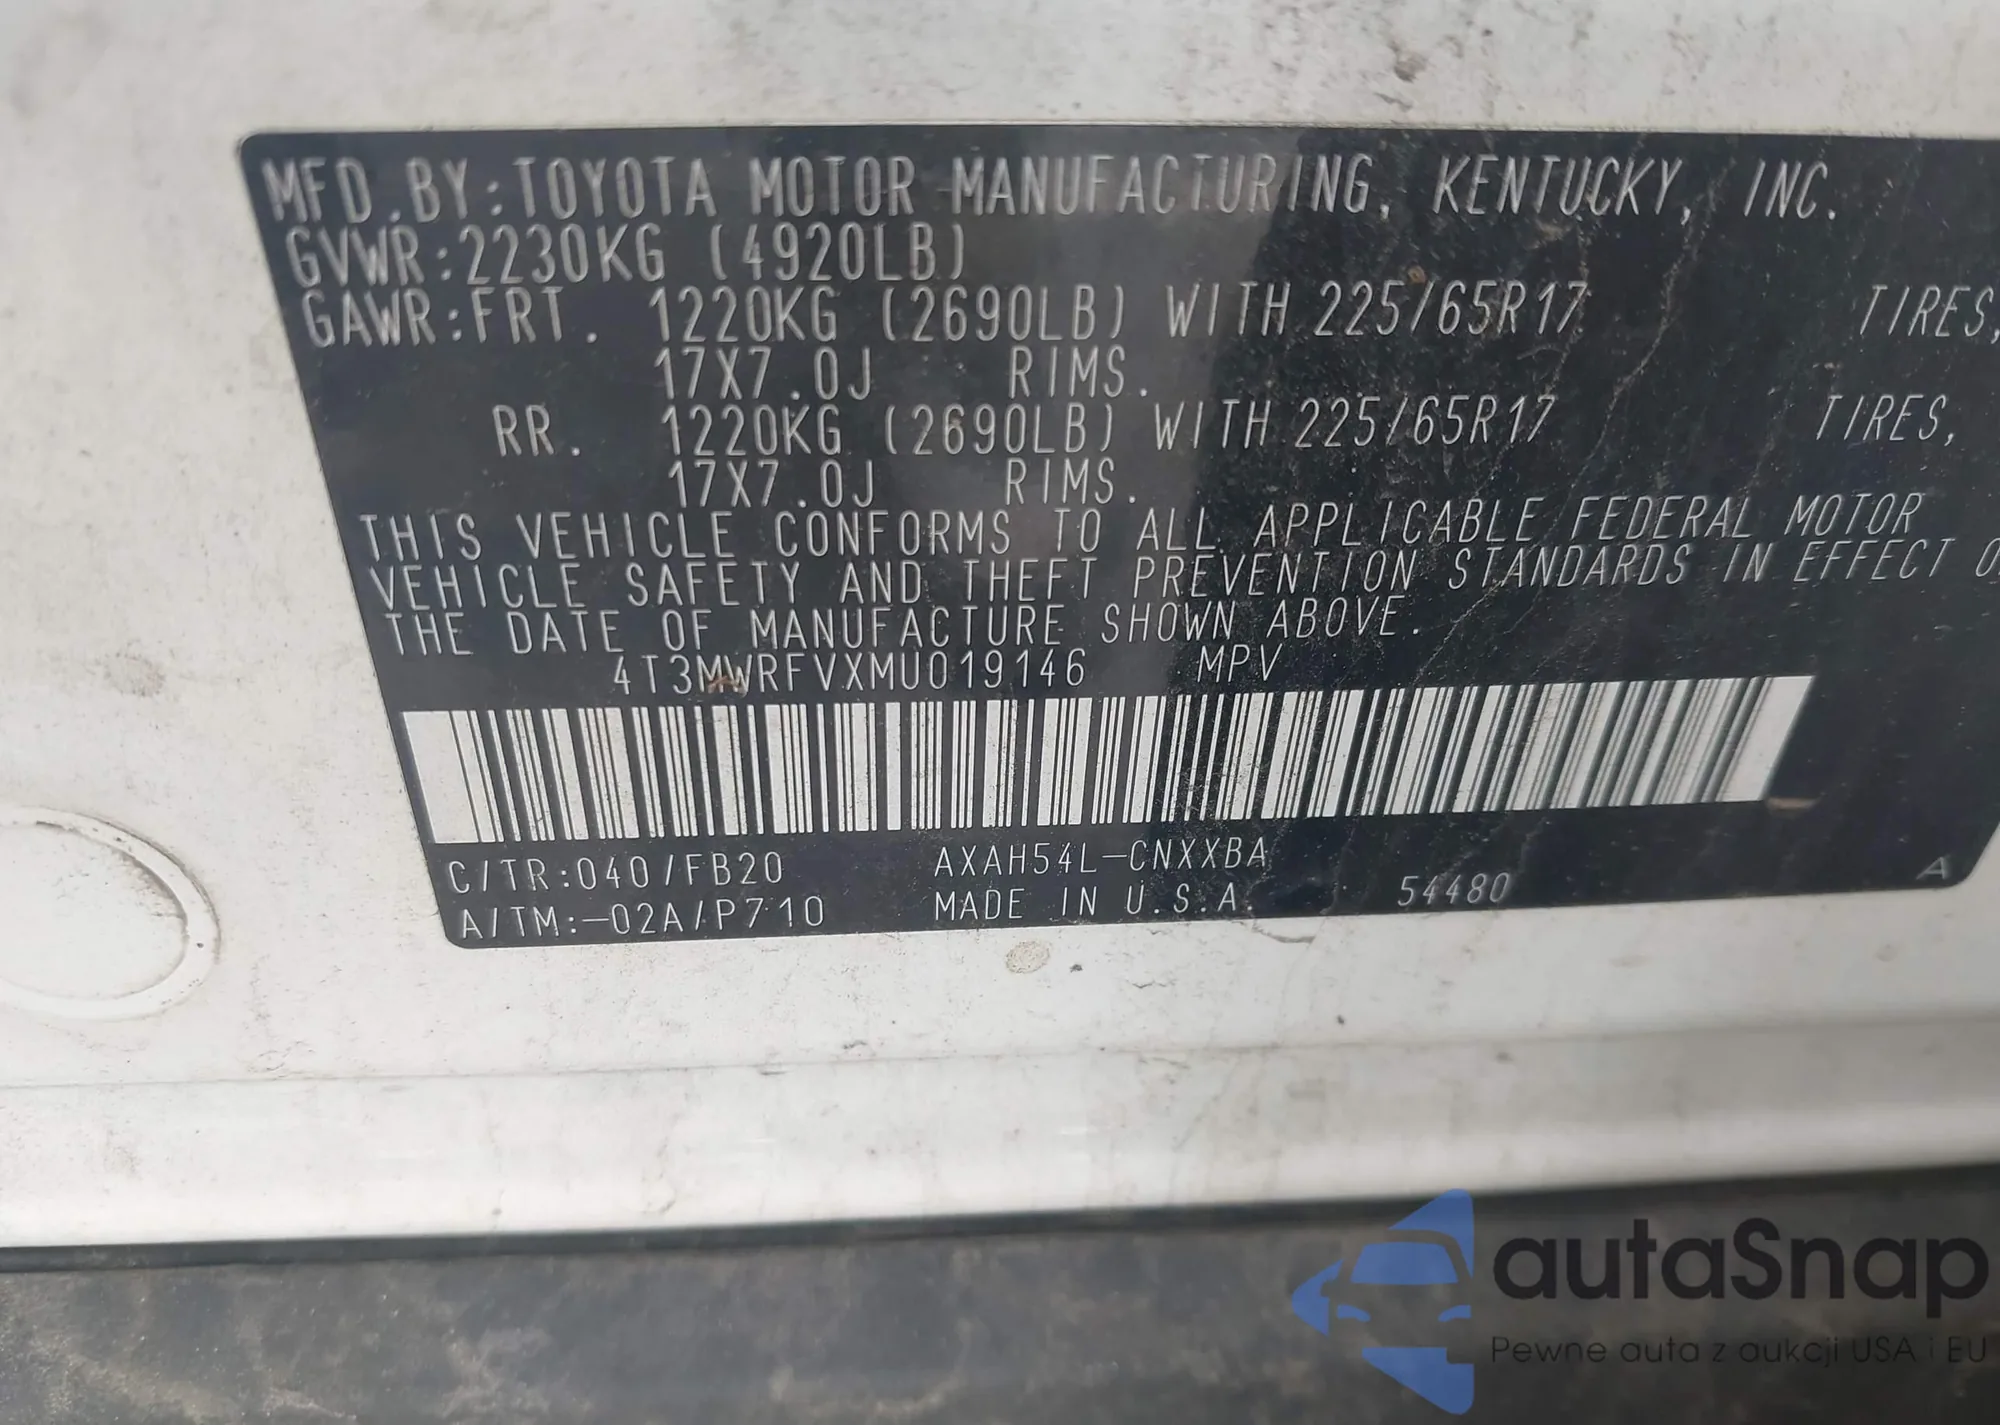 MFD.BY:TOYOTA MOTOR MANUFACTURING, KENTUCKY, INC.
GVWR:2230KG (4920LB)
GAWR:FRT. 1220KG (2690LB) WITH 225/65R17 TIRES,
17X7.0J RIMS.
RR. 1220KG (2690LB) WITH 225/65R17 TIRES,
17X7.0J RIMS.
THIS VEHICLE CONFORMS TO ALL APPLICABLE FEDERAL MOTOR
VEHICLE SAFETY AND THEFT PREVENTION STANDARDS IN EFFECT
THE DATE OF MANUFACTURE SHOWN ABOVE.
4T3MWRFVXMU019146 MPV
C/TR:040/FB20 AXAH54L-CNXXBA
A/TM:-02A/P710 MADE IN U.S.A. 54480 A
autaSnap
Pewne auta z aukcji USA i EU